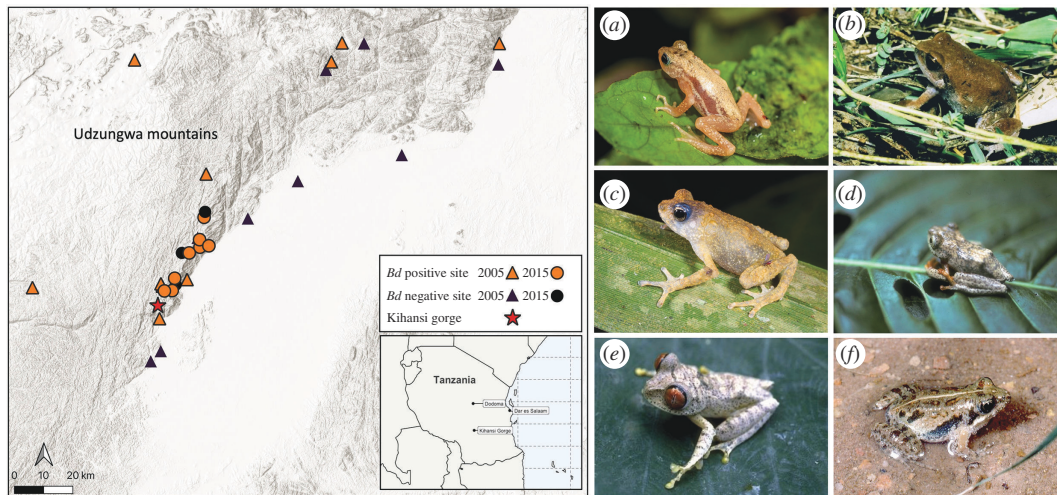 Udzungwa mountains
Bd positive site 2005 2015
Bd negative site 2005 2015
Kihansi gorge
Tanzania
Dodoma
Dar es Salaam
Kihansi Gorge
0 10 20 km
(a)
(b)
(c)
(d)
(e)
(f)